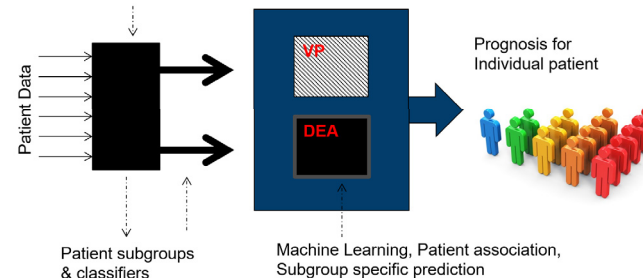 Patient Data
VP
DEA
Prognosis for
Individual patient
Patient subgroups
& classifiers
Machine Learning, Patient association,
Subgroup specific prediction